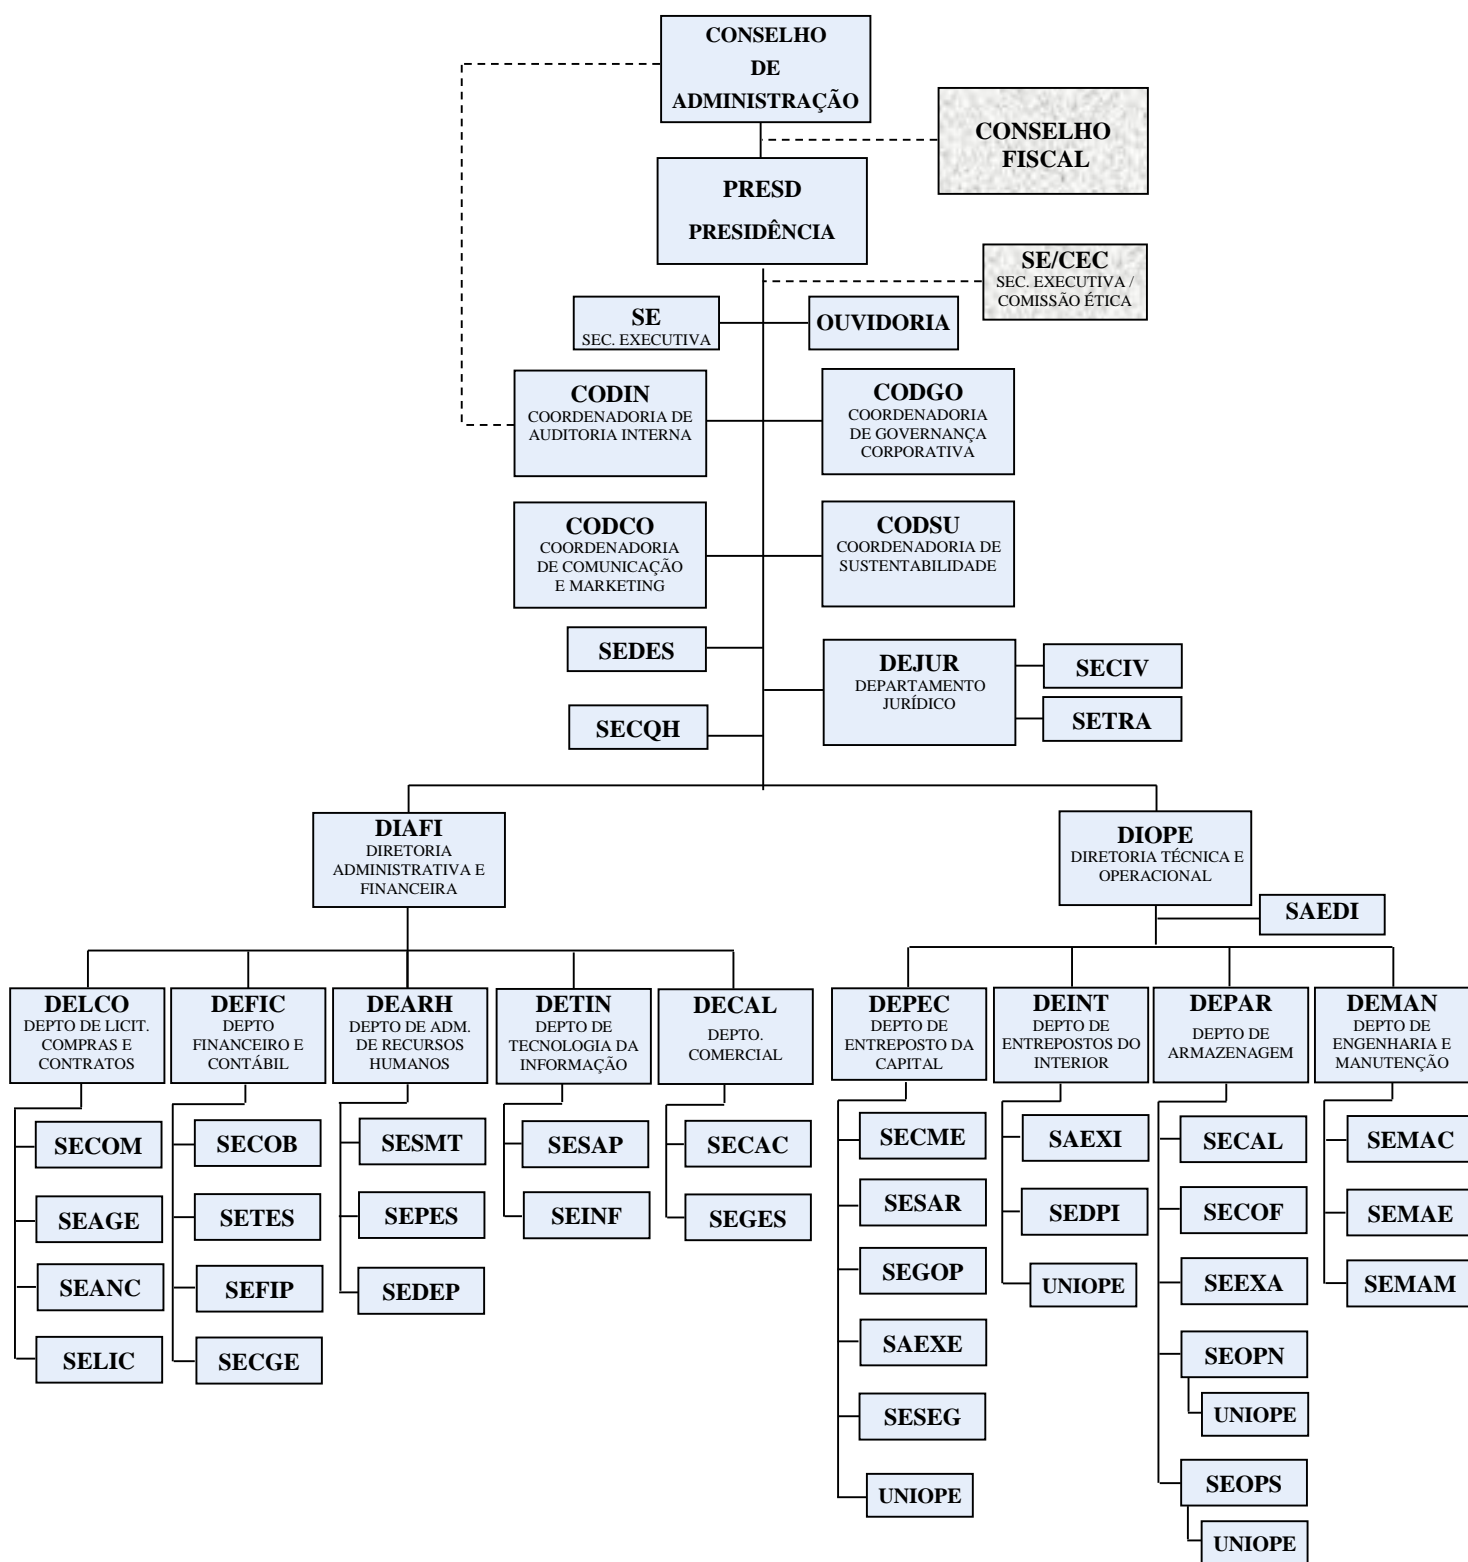 CONSELHO
DE
ADMINISTRAÇÃO
CONSELHO
FISCAL
PRESD
PRESIDÊNCIA
SE/CEC
SEC. EXECUTIVA /
COMISSÃO ÉTICA
SE
SEC. EXECUTIVA
OUVIDORIA
CODIN
COORDENADORIA DE
AUDITORIA INTERNA
CODGO
COORDENADORIA
DE GOVERNANÇA
CORPORATIVA
CODCO
COORDENADORIA
DE COMUNICAÇÃO
E MARKETING
CODSU
COORDENADORIA DE
SUSTENTABILIDADE
SEDES
DEJUR
DEPARTAMENTO
JURÍDICO
SECIV
SETRA
SECQH
DIAFI
DIRETORIA
ADMINISTRATIVA E
FINANCEIRA
DIOPE
DIRETORIA TÉCNICA E
OPERACIONAL
SAEDI
DELCO
DEPTO DE LICIT.
COMPRAS E
CONTRATOS
DEFIC
DEPTO
FINANCEIRO E
CONTÁBIL
DEARH
DEPTO DE ADM.
DE RECURSOS
HUMANOS
DETIN
DEPTO DE
TECNOLOGIA DA
INFORMAÇÃO
DECAL
DEPTO.
COMERCIAL
DEPEC
DEPTO DE
ENTREPOSTO DA
CAPITAL
DEINT
DEPTO DE
ENTREPOSTOS DO
INTERIOR
DEPAR
DEPTO DE
ARMAZENAGEM
DEMAN
DEPTO DE
ENGENHARIA E
MANUTENÇÃO
SECOM
SEAGE
SEANC
SELIC
SECOB
SETES
SEFIP
SECGE
SESMT
SEPES
SEDEP
SESAP
SEINF
SECAC
SEGES
SECME
SESAR
SEGOP
SAEXE
SESEG
UNIOPE
SAEXI
SEDPI
UNIOPE
SECAL
SECOF
SEEXA
SEOPN
UNIOPE
SEOPS
UNIOPE
SEMAC
SEMAE
SEMAM